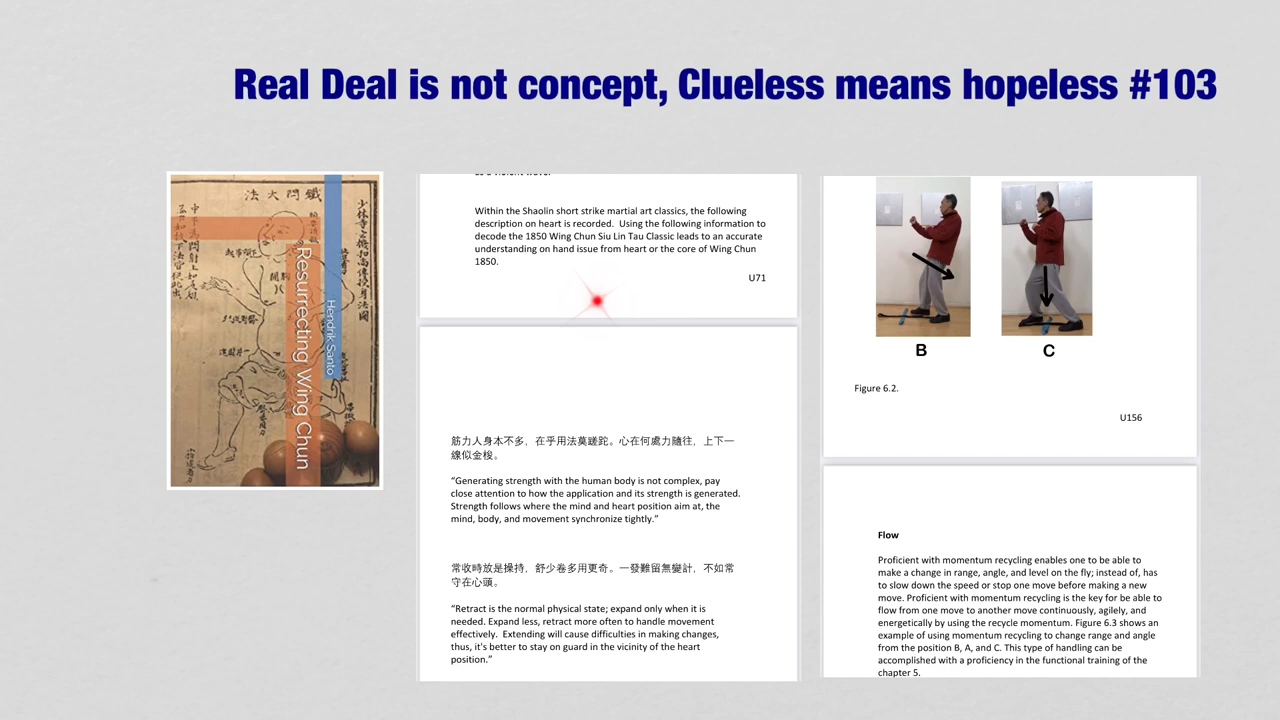 Real Deal is not concept, Clueless means hopeless #103
鐵門大法
Hendrik Santo
Resurrecting Wing Chun
Within the Shaolin short strike martial art classics, the following
description on heart is recorded. Using the following information to
decode the 1850 Wing Chun Siu Lin Tau Classic leads to an accurate
understanding on hand issue from heart or the core of Wing Chun
1850.
U71
筋力人身本不多，在乎用法莫蹉跎。心在何處力隨往，上下一
線似金梭。
“Generating strength with the human body is not complex, pay
close attention to how the application and its strength is generated.
Strength follows where the mind and heart position aim at, the
mind, body, and movement synchronize tightly.”
常收時放是操持，舒少卷多用更奇。一發難留無變計，不如常
守在心頭。
“Retract is the normal physical state; expand only when it is
needed. Expand less, retract more often to handle movement
effectively. Extending will cause difficulties in making changes,
thus, it's better to stay on guard in the vicinity of the heart
position.”
B
C
Figure 6.2.
U156
Flow
Proficient with momentum recycling enables one to be able to
make a change in range, angle, and level on the fly; instead of, has
to slow down the speed or stop one move before making a new
move. Proficient with momentum recycling is the key for be able to
flow from one move to another move continuously, agilely, and
energetically by using the recycle momentum. Figure 6.3 shows an
example of using momentum recycling to change range and angle
from the position B, A, and C. This type of handling can be
accomplished with a proficiency in the functional training of the
chapter 5.